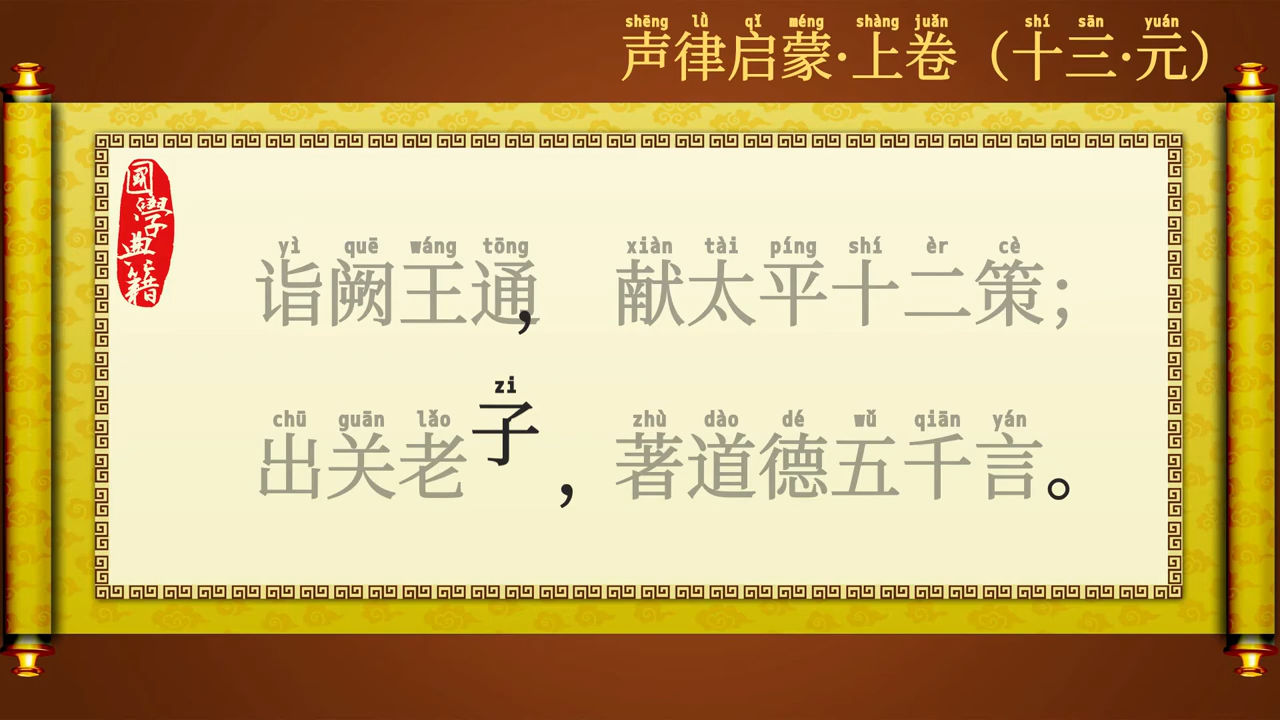 shēng lǜ qǐ méng shàng juǎn shí sān yuán
声律启蒙·上卷（十三·元）
國學典籍
yì quē wáng tōng xiàn tài píng shí èr cè
诣阙王通，献太平十二策；
zi
chū guān lǎo zhù dào dé wǔ qiān yán
出关老子，著道德五千言。